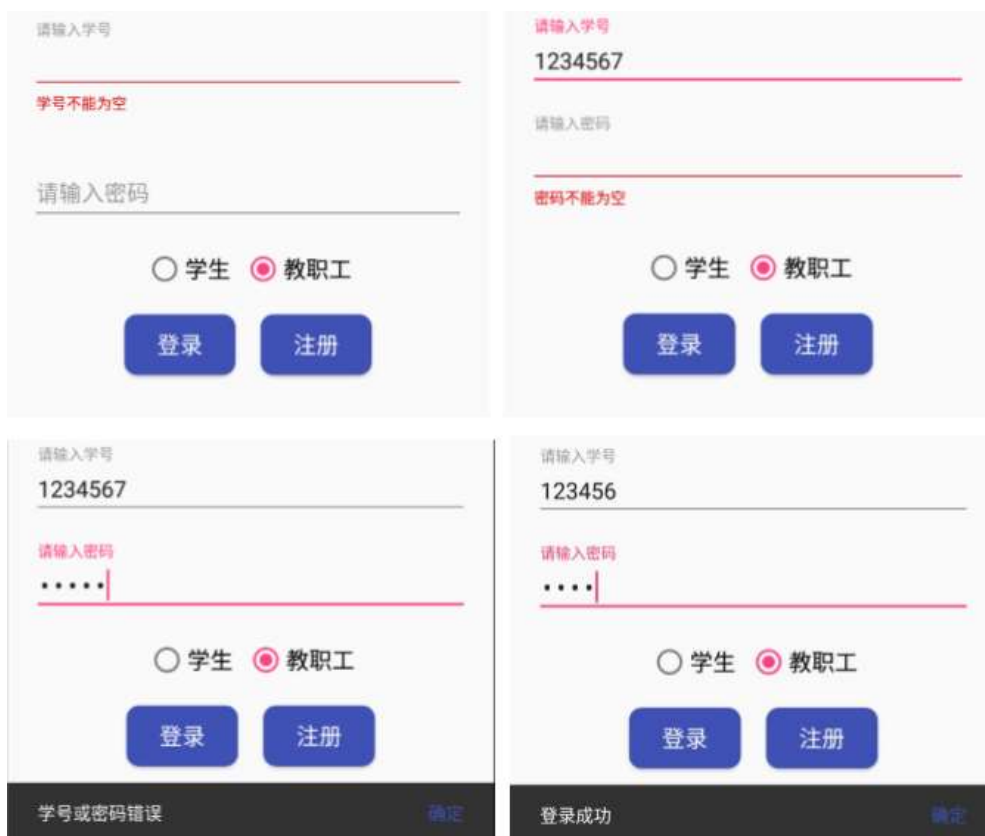 请输入学号
学号不能为空
请输入密码
学生 教职工
登录 注册
请输入学号
1234567
请输入密码
密码不能为空
学生 教职工
登录 注册
请输入学号
1234567
请输入密码
•••••
学生 教职工
登录 注册
学号或密码错误 确定
请输入学号
123456
请输入密码
••••
学生 教职工
登录 注册
登录成功 确定